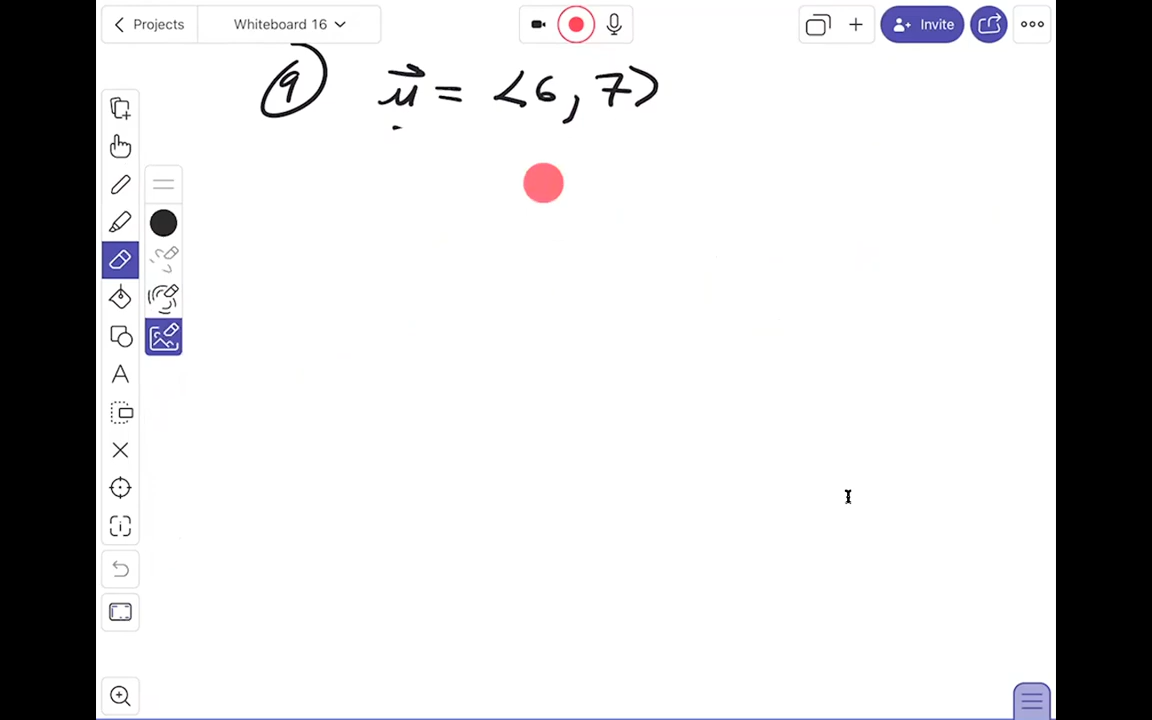 Projects Whiteboard 16 Invite
⑨ u⃗ = <6, 7>
A